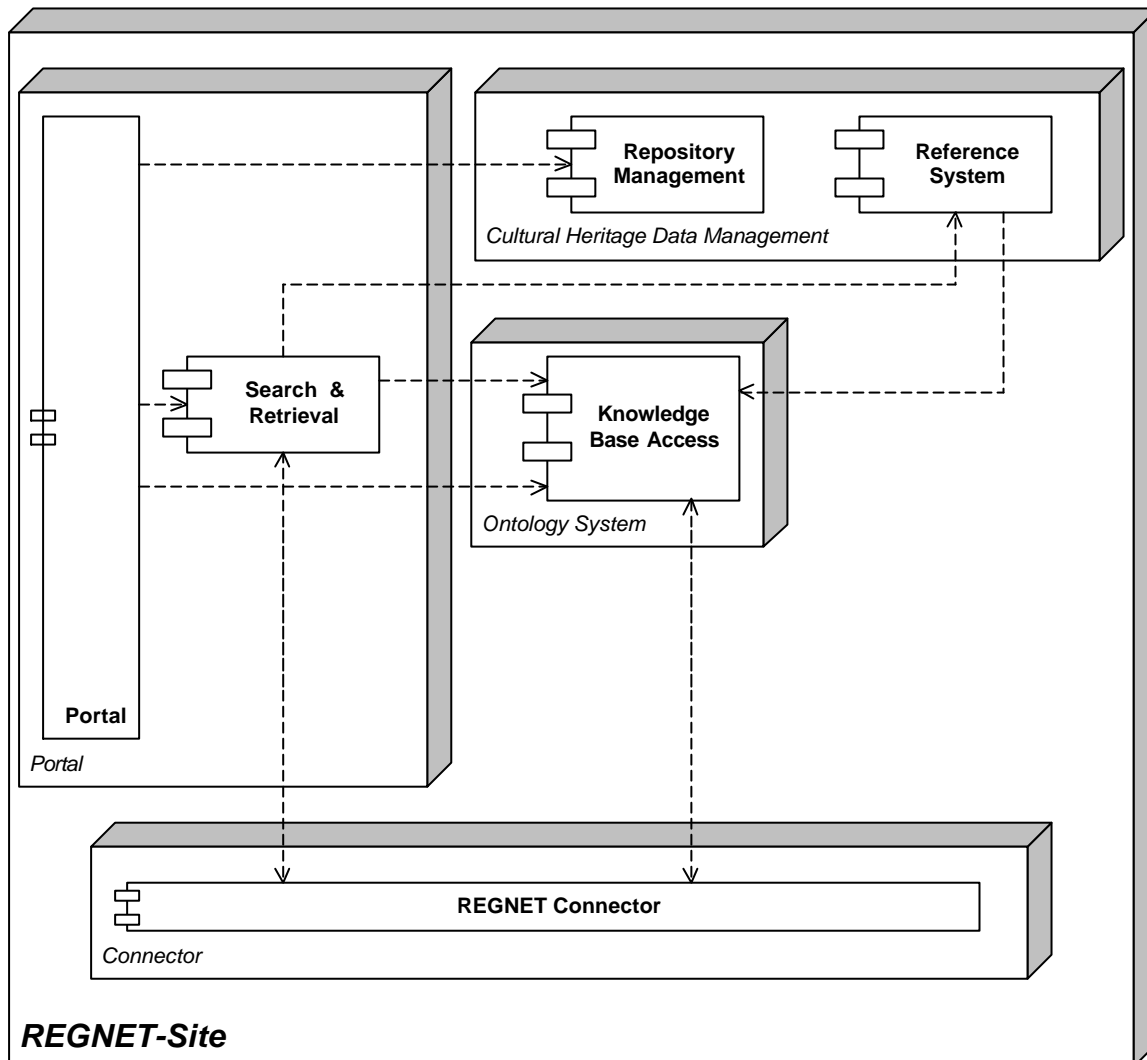 Repository
Management
Reference
System
Cultural Heritage Data Management
Search & 
Retrieval
Knowledge
Base Access
Ontology System
Portal
Portal
REGNET Connector
Connector
REGNET-Site